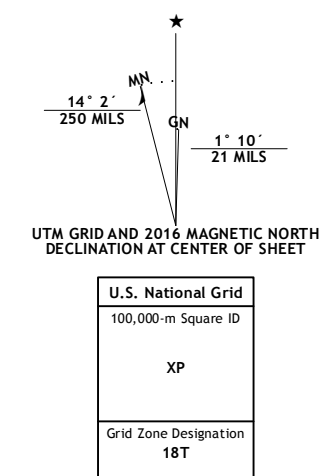 MN
14° 2´
250 MILS
GN
1° 10´
21 MILS
UTM GRID AND 2016 MAGNETIC NORTH
DECLINATION AT CENTER OF SHEET
U.S. National Grid
100,000-m Square ID
XP
Grid Zone Designation
18T